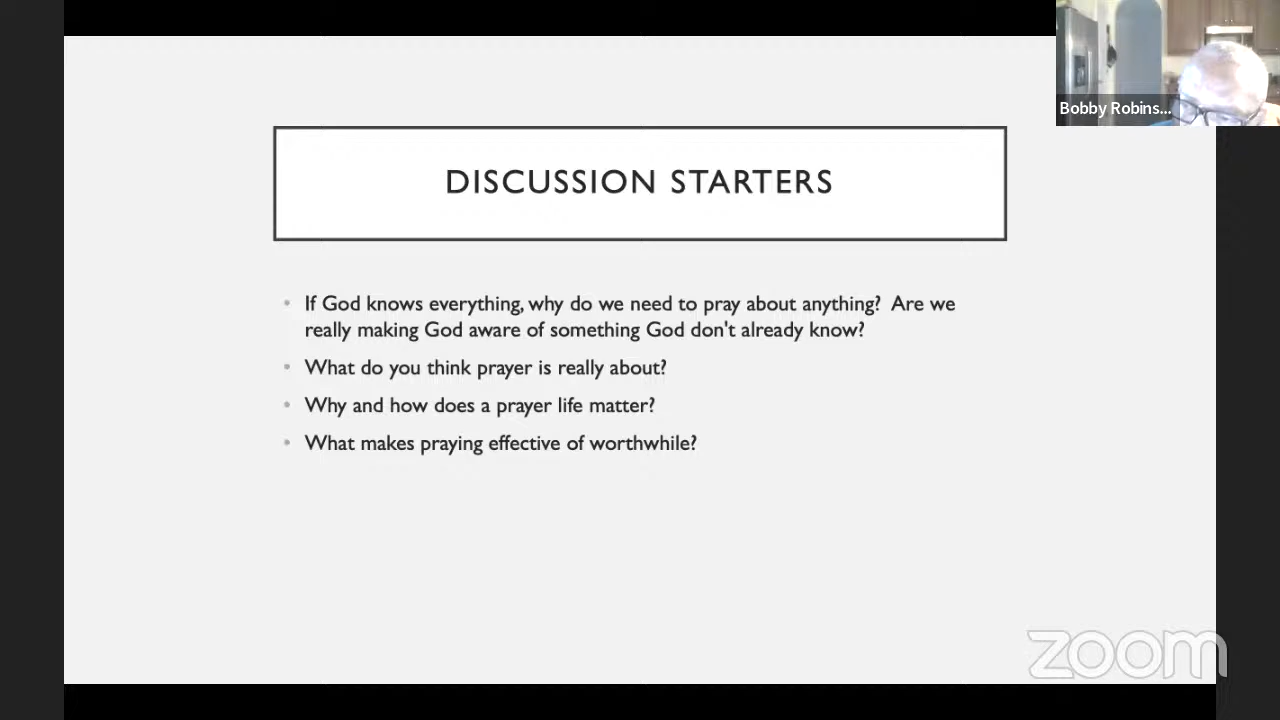 Bobby Robins...
DISCUSSION STARTERS
• If God knows everything, why do we need to pray about anything?  Are we
really making God aware of something God don't already know?
• What do you think prayer is really about?
• Why and how does a prayer life matter?
• What makes praying effective of worthwhile?
zoom